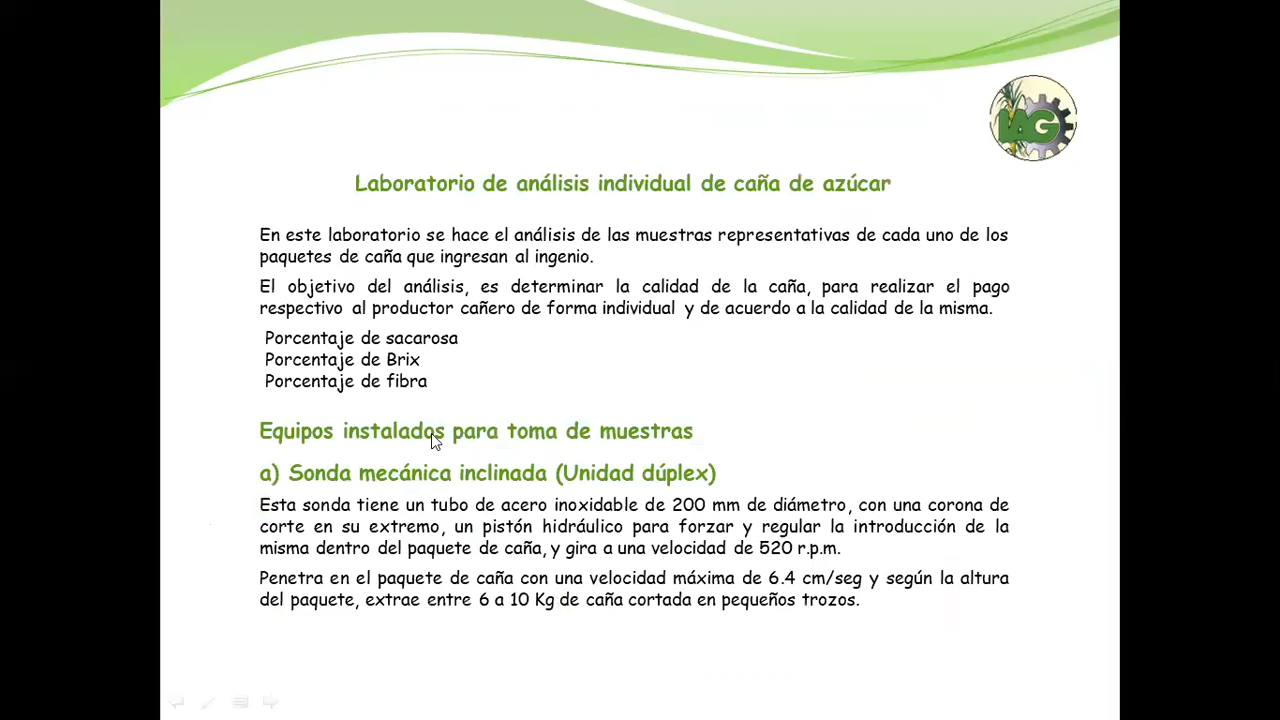 IAG
Laboratorio de análisis individual de caña de azúcar
En este laboratorio se hace el análisis de las muestras representativas de cada uno de los
paquetes de caña que ingresan al ingenio.
El objetivo del análisis, es determinar la calidad de la caña, para realizar el pago
respectivo al productor cañero de forma individual y de acuerdo a la calidad de la misma.
Porcentaje de sacarosa
Porcentaje de Brix
Porcentaje de fibra
Equipos instalados para toma de muestras
a) Sonda mecánica inclinada (Unidad dúplex)
Esta sonda tiene un tubo de acero inoxidable de 200 mm de diámetro, con una corona de
corte en su extremo, un pistón hidráulico para forzar y regular la introducción de la
misma dentro del paquete de caña, y gira a una velocidad de 520 r.p.m.
Penetra en el paquete de caña con una velocidad máxima de 6.4 cm/seg y según la altura
del paquete, extrae entre 6 a 10 Kg de caña cortada en pequeños trozos.